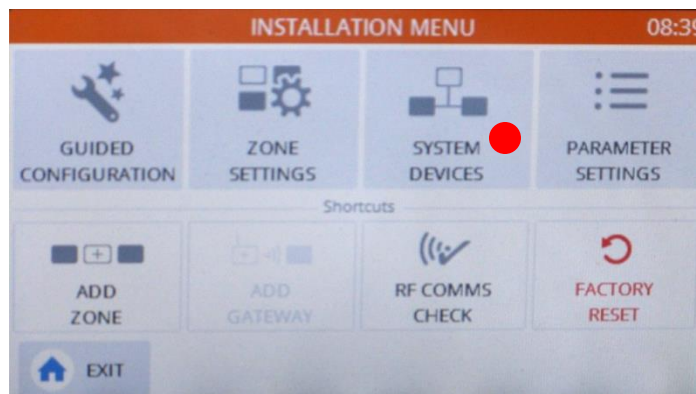 INSTALLATION MENU 08:39
GUIDED
CONFIGURATION
ZONE
SETTINGS
SYSTEM
DEVICES
PARAMETER
SETTINGS
Shortcuts
ADD
ZONE
ADD
GATEWAY
RF COMMS
CHECK
FACTORY
RESET
EXIT